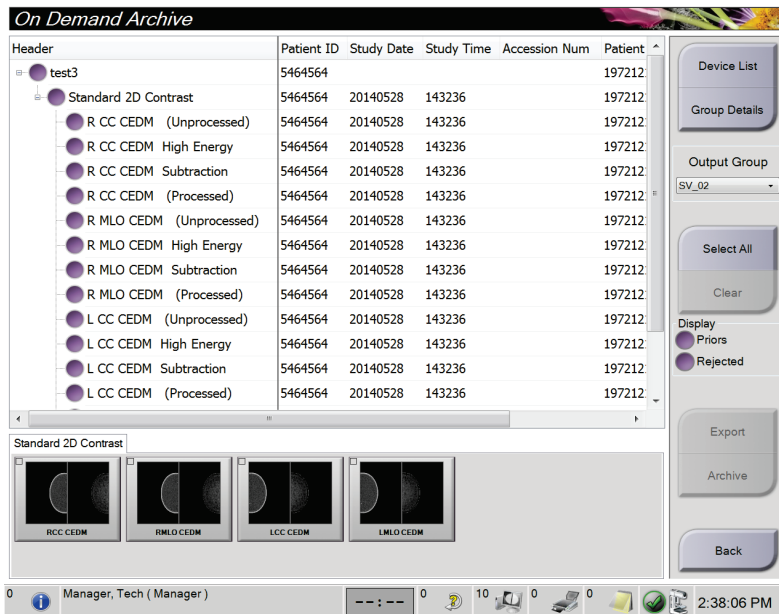 On Demand Archive
Header Patient ID Study Date Study Time Accession Num Patient
test3 5464564 197212
Standard 2D Contrast 5464564 20140528 143236 197212
R CC CEDM (Unprocessed) 5464564 20140528 143236 197212
R CC CEDM High Energy 5464564 20140528 143236 197212
R CC CEDM Subtraction 5464564 20140528 143236 197212
R CC CEDM (Processed) 5464564 20140528 143236 197212
R MLO CEDM (Unprocessed) 5464564 20140528 143236 197212
R MLO CEDM High Energy 5464564 20140528 143236 197212
R MLO CEDM Subtraction 5464564 20140528 143236 197212
R MLO CEDM (Processed) 5464564 20140528 143236 197212
L CC CEDM (Unprocessed) 5464564 20140528 143236 197212
L CC CEDM High Energy 5464564 20140528 143236 197212
L CC CEDM Subtraction 5464564 20140528 143236 197212
L CC CEDM (Processed) 5464564 20140528 143236 197212
Device List
Group Details
Output Group
SV_02
Select All
Clear
Display
Priors
Rejected
Export
Archive
Back
Standard 2D Contrast
RCC CEDM RMLO CEDM LCC CEDM LMLO CEDM
0 Manager, Tech ( Manager ) --:-- 0 10 0 0 2:38:06 PM